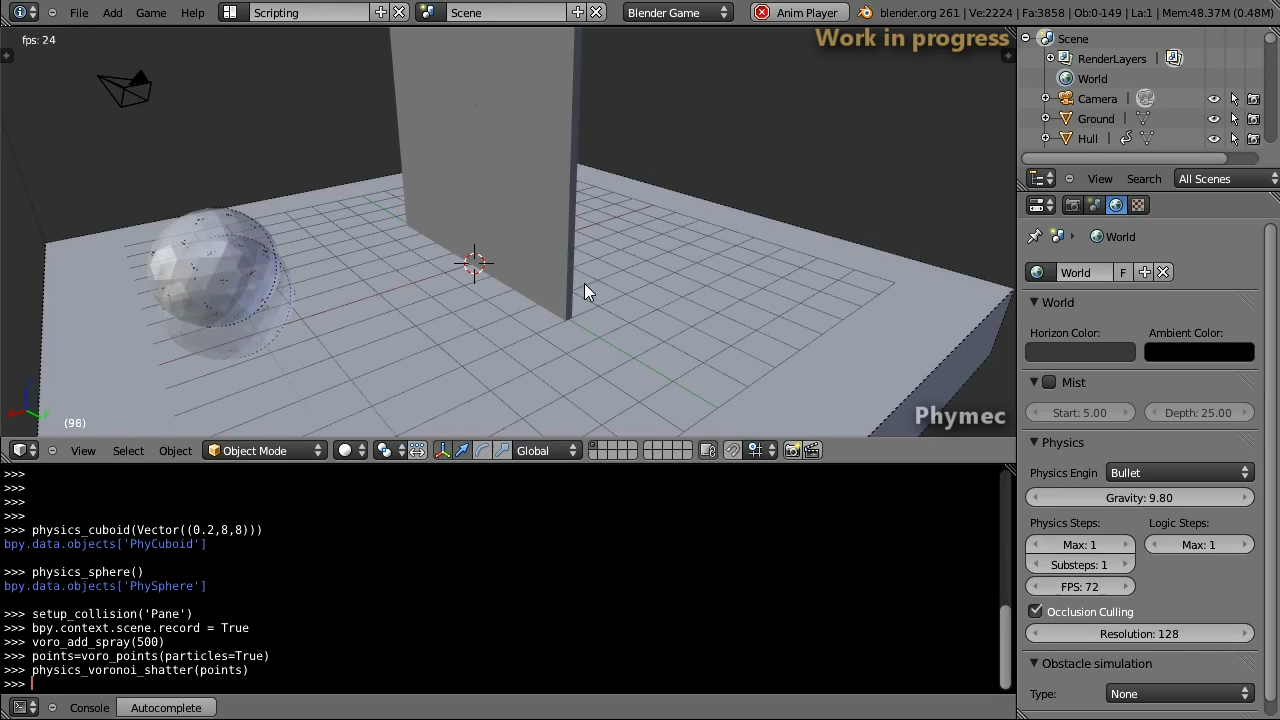 File Add Game Help Scripting Scene Blender Game Anim Player blender.org 261 | Ve:2224 | Fa:3858 | Ob:0-149 | La:1 | Mem:48.37M (0.48M)
fps: 24
Work in progress
(98)
Phymec
View Select Object Object Mode Global
>>>
>>>
>>>
>>>
>>> physics_cuboid(Vector((0.2,8,8)))
bpy.data.objects['PhyCuboid']
>>> physics_sphere()
bpy.data.objects['PhySphere']
>>> setup_collision('Pane')
>>> bpy.context.scene.record = True
>>> voro_add_spray(500)
>>> points=voro_points(particles=True)
>>> physics_voronoi_shatter(points)
>>>
Console Autocomplete
Scene
RenderLayers |
World
Camera |
Ground |
Hull |
View Search All Scenes
World
World F
World
Horizon Color: Ambient Color:
Mist
Start: 5.00 Depth: 25.00
Physics
Physics Engin Bullet
Gravity: 9.80
Physics Steps: Logic Steps:
Max: 1 Max: 1
Substeps: 1
FPS: 72
Occlusion Culling
Resolution: 128
Obstacle simulation
Type: None